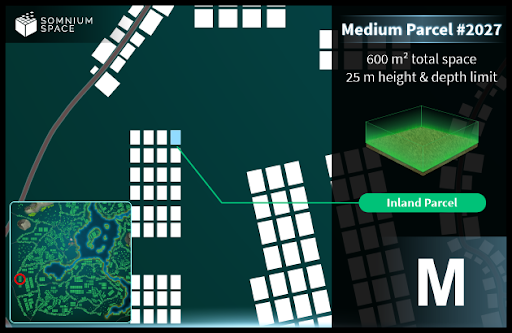 SOMNIUM
SPACE
Medium Parcel #2027
600 m² total space
25 m height & depth limit
Inland Parcel
M